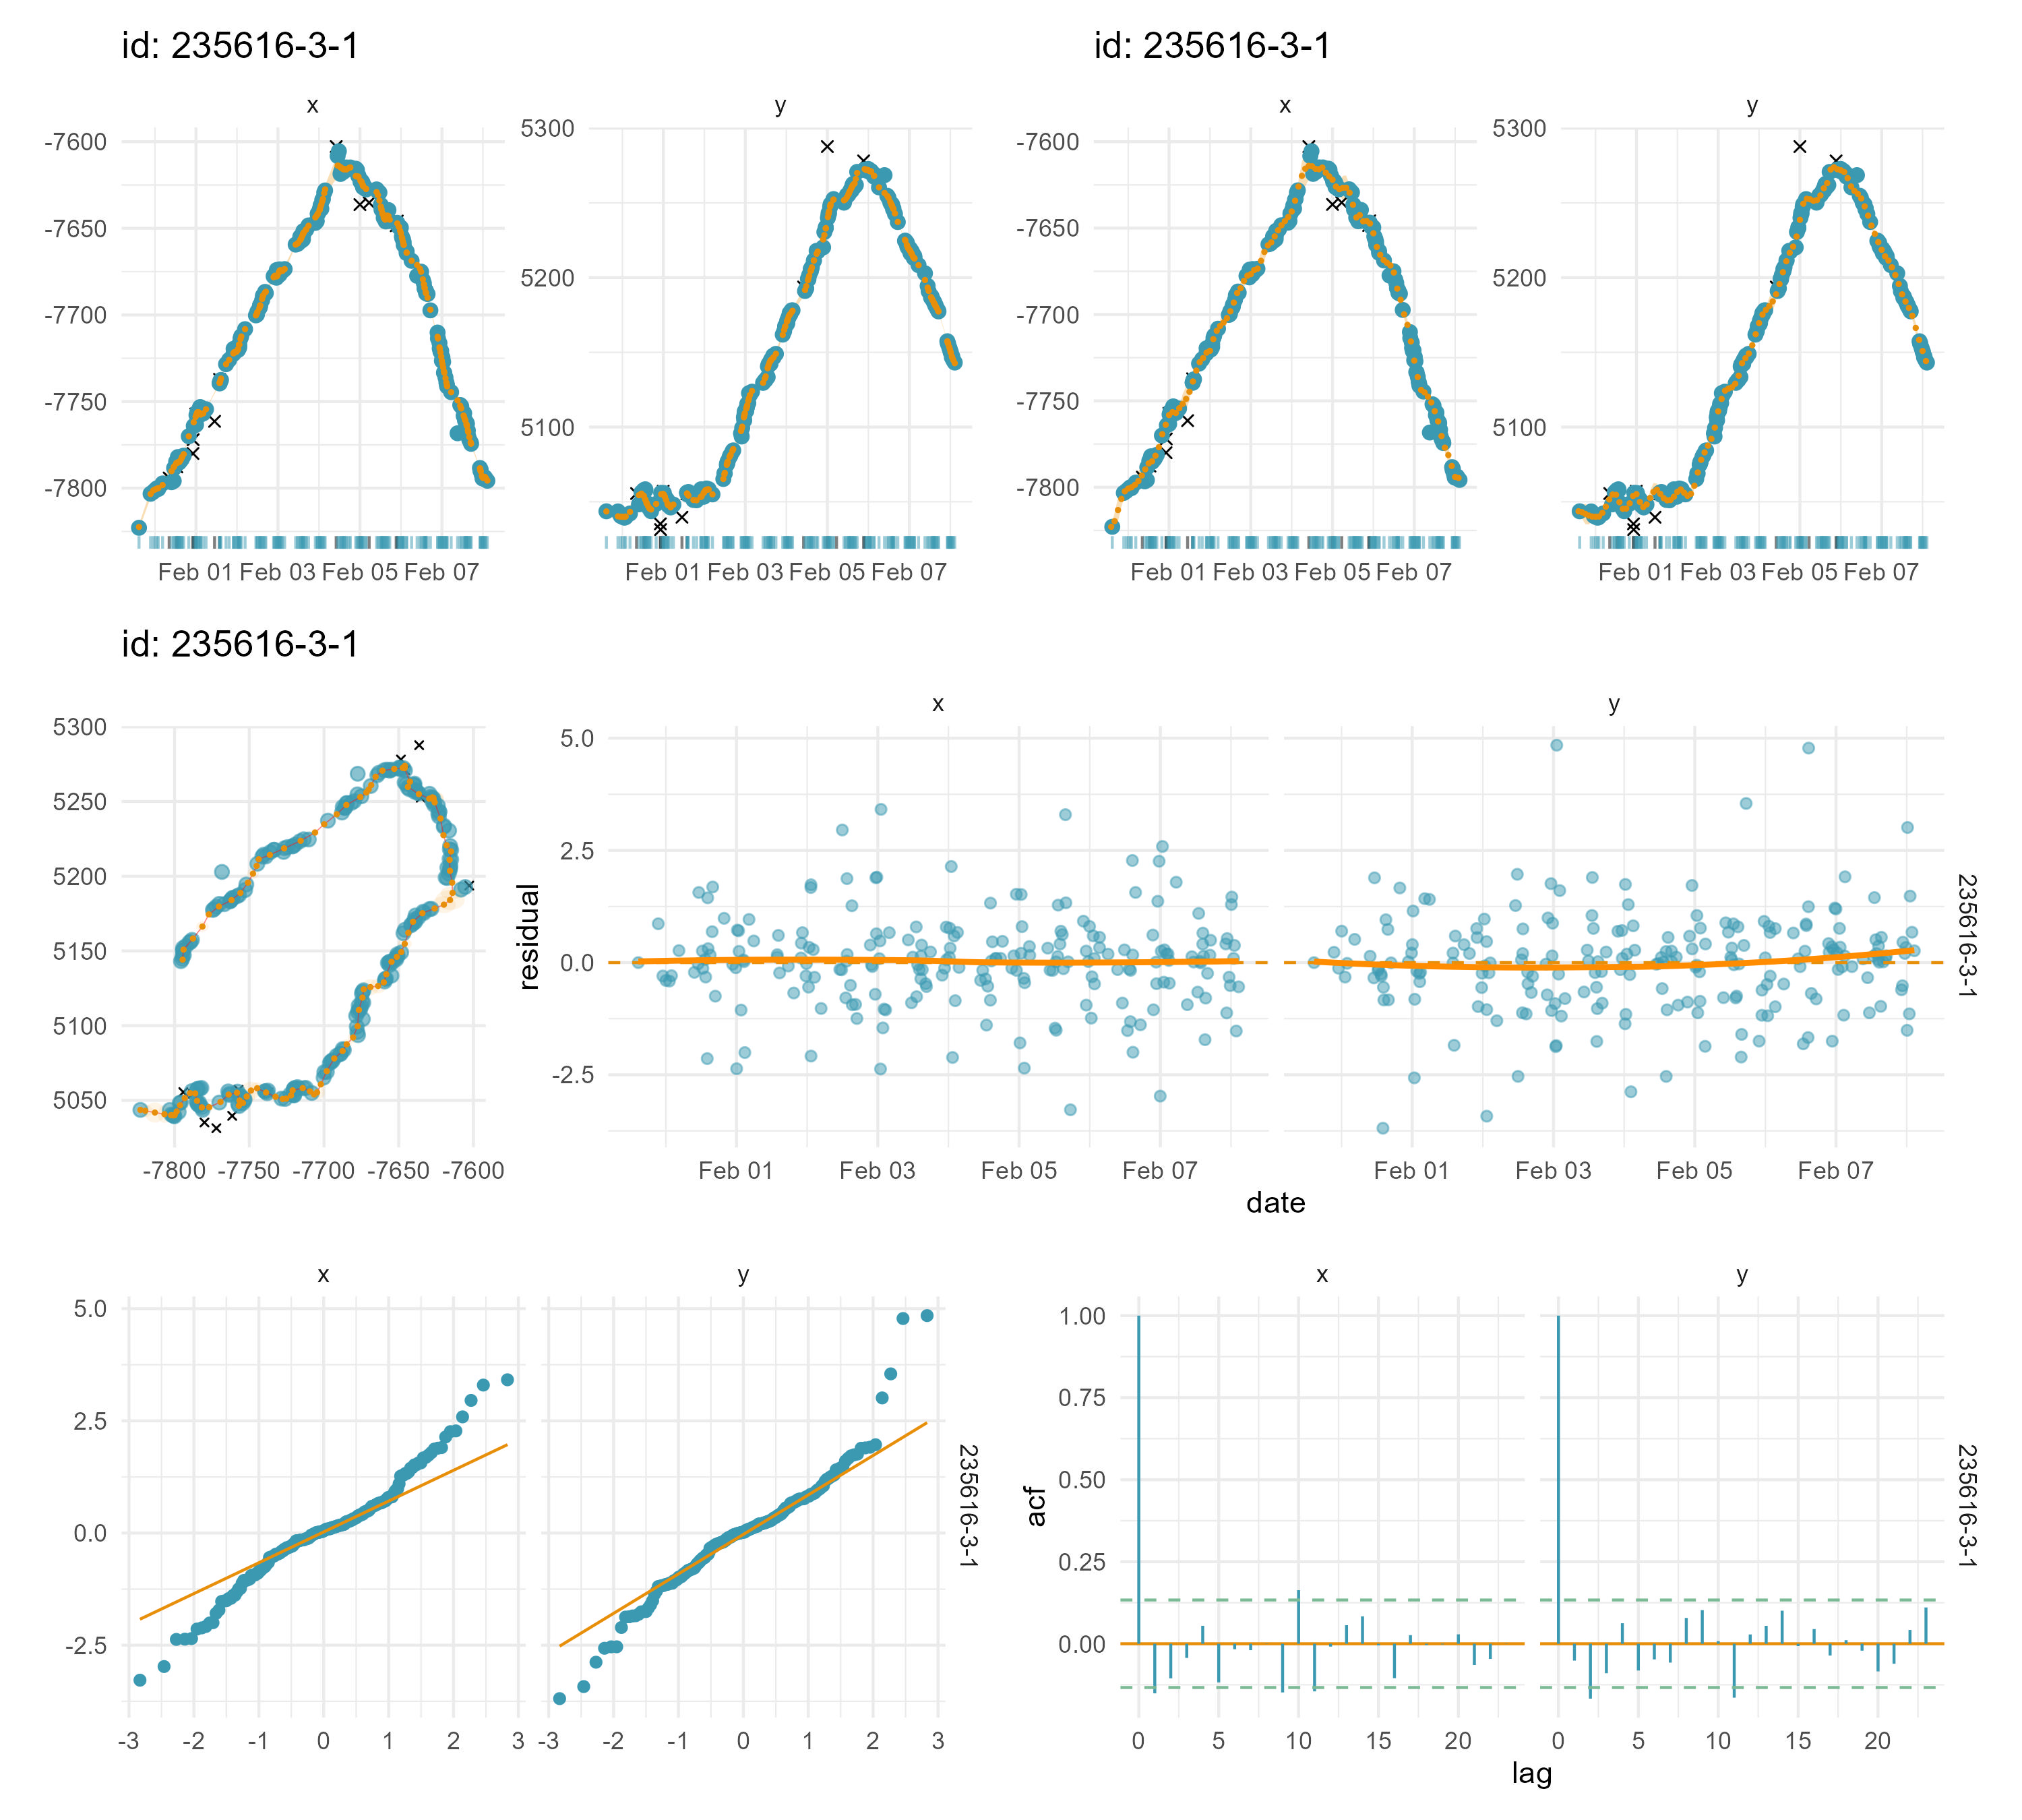 id: 235616-3-1
id: 235616-3-1
x
y
x
y
-7600
-7650
-7700
-7750
-7800
5300
5200
5100
-7600
-7650
-7700
-7750
-7800
5300
5200
5100
Feb 01 Feb 03 Feb 05 Feb 07
Feb 01 Feb 03 Feb 05 Feb 07
Feb 01 Feb 03 Feb 05 Feb 07
Feb 01 Feb 03 Feb 05 Feb 07
id: 235616-3-1
5300
5250
5200
5150
5100
5050
-7800 -7750 -7700 -7650 -7600
x
y
residual
5.0
2.5
0.0
-2.5
235616-3-1
Feb 01 Feb 03 Feb 05 Feb 07
Feb 01 Feb 03 Feb 05 Feb 07
date
x
y
5.0
2.5
0.0
-2.5
235616-3-1
-3 -2 -1 0 1 2 3
-3 -2 -1 0 1 2 3
x
y
acf
1.00
0.75
0.50
0.25
0.00
235616-3-1
0 5 10 15 20
0 5 10 15 20
lag